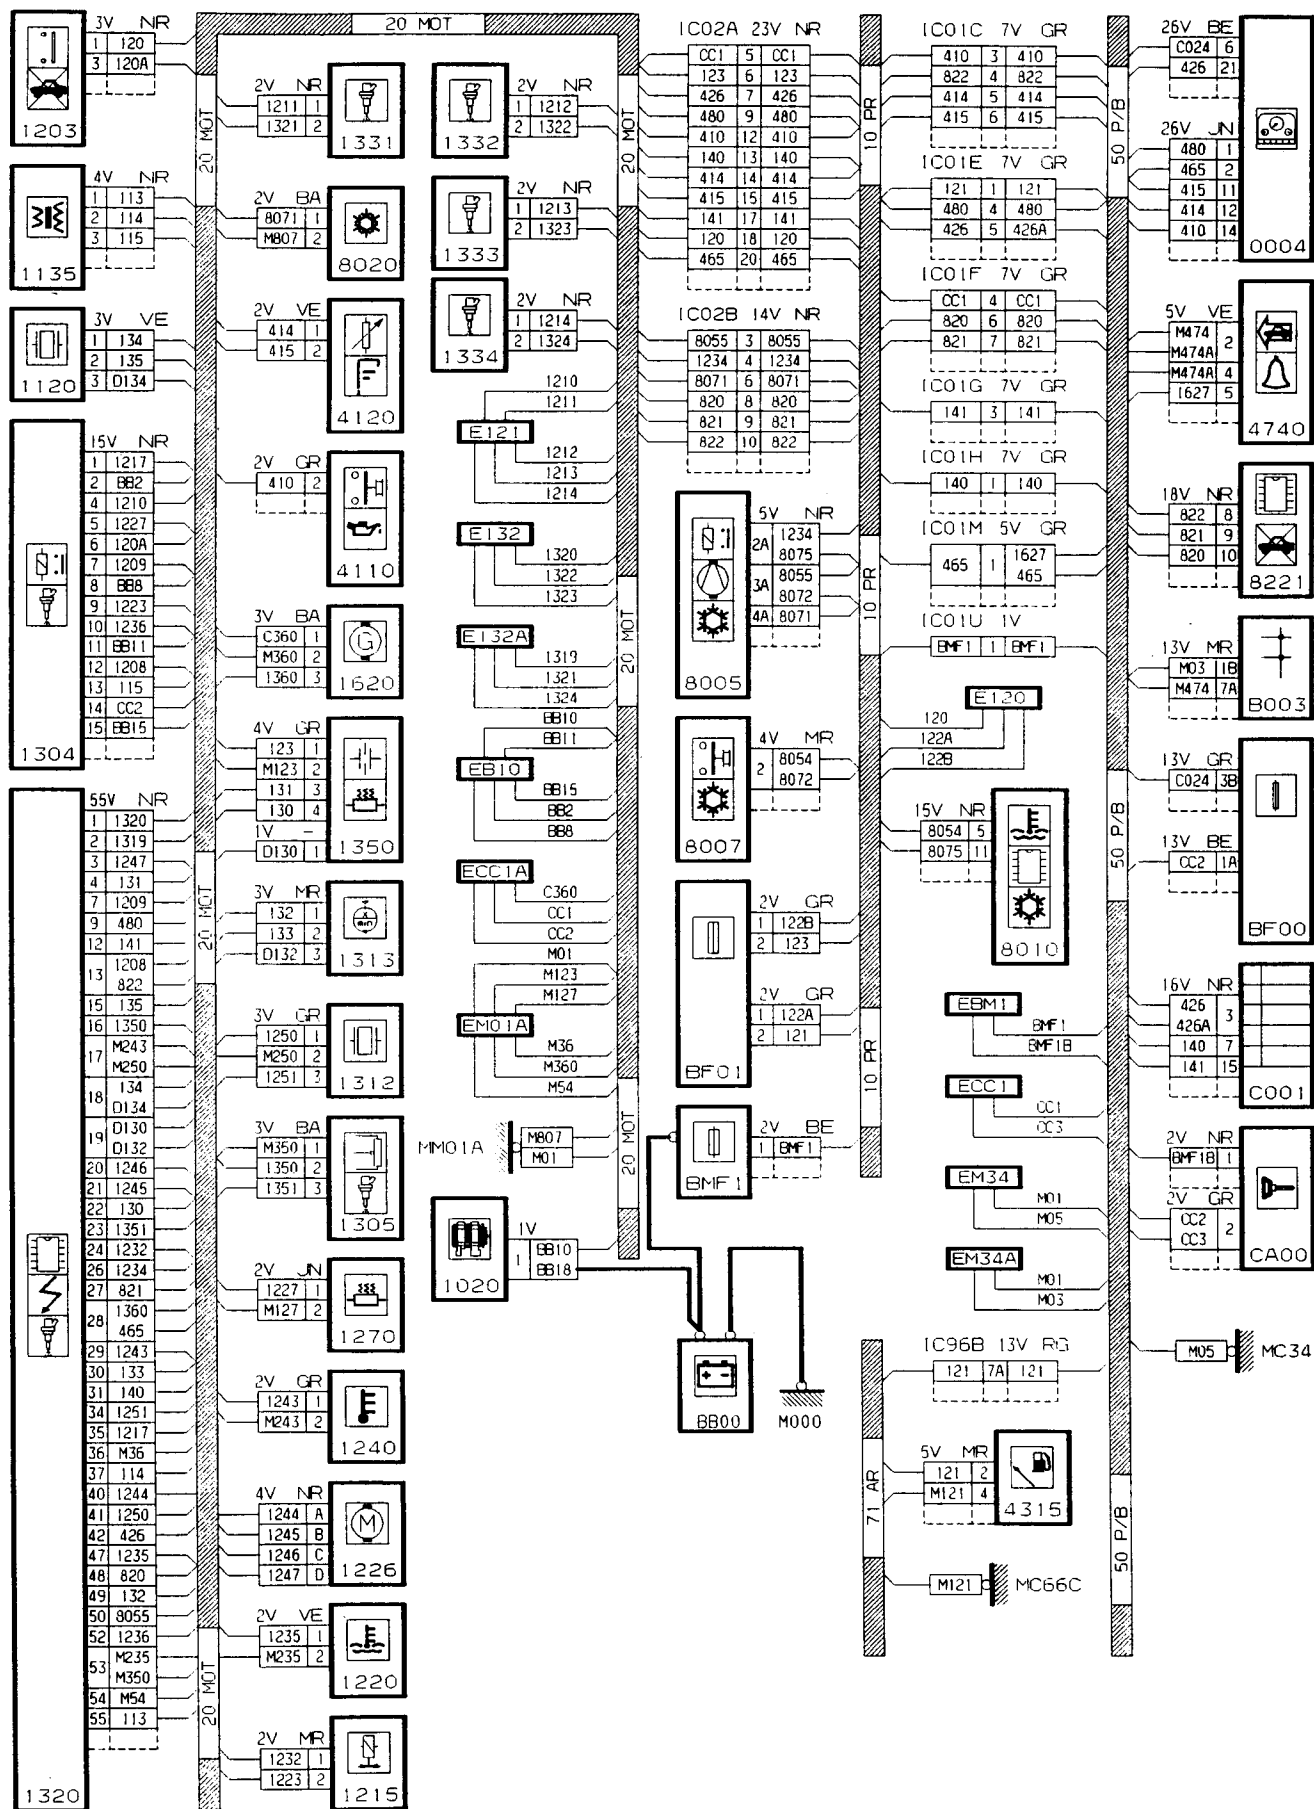 20 MOT
3V NR
1 120
3 120A
1203
4V NR
1 113
2 114
3 115
1135
3V VE
1 134
2 135
3 D134
1120
15V NR
1 1217
2 BB2
4 1210
5 1227
6 120A
7 1209
8 BB8
9 1223
10 1236
11 BB11
12 1208
13 115
14 CC2
15 BB15
1304
55V NR
1 1320
2 1319
3 1247
4 131
7 1209
9 480
12 141
13 1208
822
15 135
16 1350
17 M243
M250
18 134
D134
19 D130
D132
20 1246
21 1245
22 130
23 1351
24 1232
26 1234
27 821
28 1360
465
29 1243
30 133
31 140
34 1251
35 1217
36 M36
37 114
40 1244
41 1250
42 426
47 1235
48 820
49 132
50 8055
52 1236
53 M235
M350
54 M54
55 113
1320
20 MOT
20 MOT
20 MOT
2V NR
1211 1
1321 2
1331
2V BA
8071 1
M807 2
8020
2V VE
414 1
415 2
4120
2V GR
410 2
4110
3V BA
C360 1
M360 2
1360 3
G
1620
4V GR
123 1
M123 2
131 3
130 4
1V -
D130 1
1350
3V MR
132 1
133 2
D132 3
1313
3V GR
1250 1
M250 2
1251 3
1312
3V BA
M350 1
1350 2
1351 3
1305
2V JN
1227 1
M127 2
1270
2V GR
1243 1
M243 2
1240
4V NR
1244 A
1245 B
1246 C
1247 D
M
1226
2V VE
1235 1
M235 2
1220
2V MR
1232 1
1223 2
1215
2V NR
1 1212
2 1322
1332
2V NR
1 1213
2 1323
1333
2V NR
1 1214
2 1324
1334
1210
1211
E121
1212
1213
1214
E132
1320
1322
1323
E132A
1319
1321
1324
BB10
BB11
EB10
BB15
BB2
BB8
ECC1A
C360
CC1
CC2
M01
M123
M127
EM01A
M36
M360
M54
MM01A
M807
M01
1020
1V
1 BB10
BB18
20 MOT
20 MOT
20 MOT
1C02A 23V NR
CC1 5 CC1
123 6 123
426 7 426
480 9 480
410 12 410
140 13 140
414 14 414
415 15 415
141 17 141
120 18 120
465 20 465
1C02B 14V NR
8055 3 8055
1234 4 1234
8071 6 8071
820 8 820
821 9 821
822 10 822
5V NR
2A 1234
8075
3A 8055
8072
4A 8071
8005
4V MR
2 8054
8072
8007
2V GR
1 122B
2 123
2V GR
1 122A
2 121
BF01
2V BE
1 BMF1
BMF1
BB00
M000
10 PR
10 PR
10 PR
1C01C 7V GR
410 3 410
822 4 822
414 5 414
415 6 415
1C01E 7V GR
121 1 121
480 4 480
426 5 426A
1C01F 7V GR
CC1 4 CC1
820 6 820
821 7 821
1C01G 7V GR
141 3 141
1C01H 7V GR
140 1 140
1C01M 5V GR
465 1 1627
465
1C01U 1V
BMF1 1 BMF1
E120
120
122A
122B
15V NR
8054 5
8075 11
8010
EBM1
BMF1
BMF1B
ECC1
CC1
CC3
EM34
M01
M05
EM34A
M01
M03
1C96B 13V RG
121 7A 121
5V MR
121 2
M121 4
4315
M121
MC66C
71 AR
50 P/B
50 P/B
50 P/B
26V BE
C024 6
426 21
26V JN
480 1
465 2
415 11
414 12
410 14
0004
5V VE
M474 2
M474A
M474A 4
1627 5
4740
18V NR
822 8
821 9
820 10
8221
13V MR
M03 1B
M474 7A
B003
13V GR
C024 3B
13V BE
CC2 1A
BF00
16V NR
426 3
426A
140 7
141 15
C001
2V NR
BMF1B 1
2V GR
CC2 2
CC3
CA00
M05
MC34